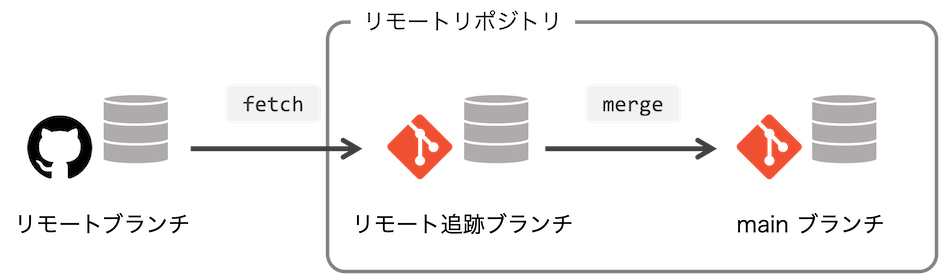 リモートリポジトリ
fetch
merge
リモートブランチ
リモート追跡ブランチ
main ブランチ